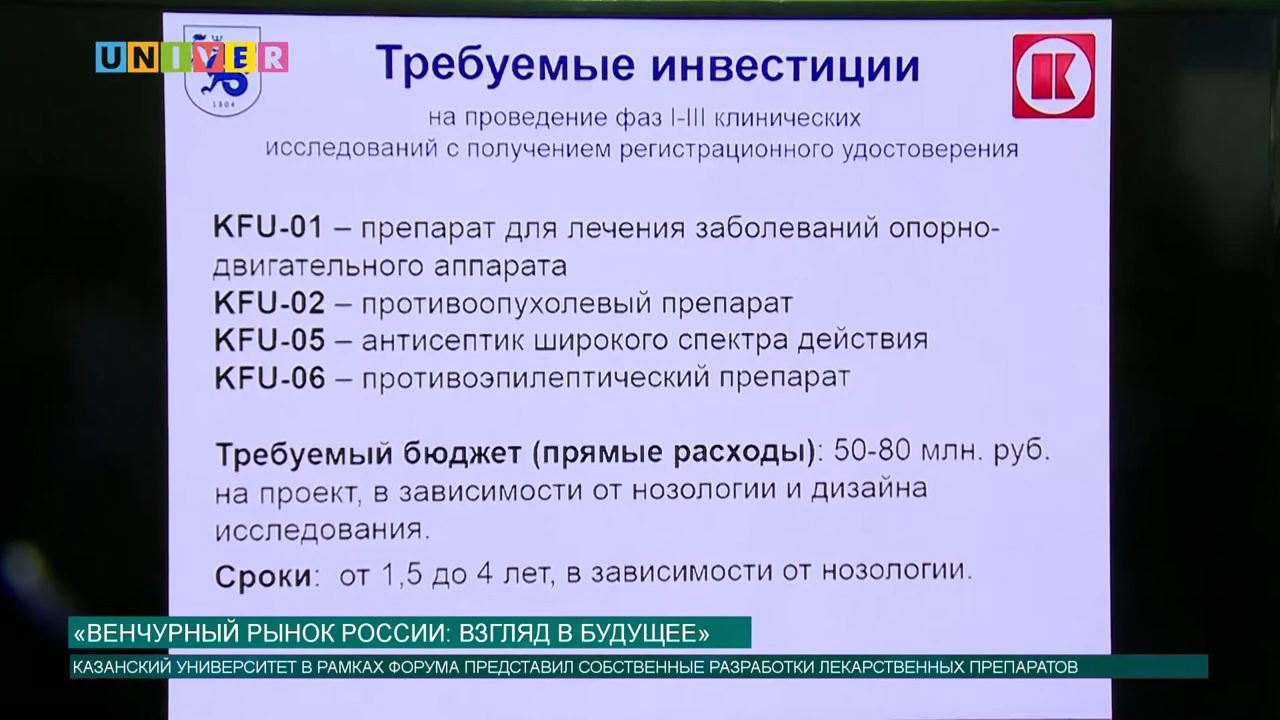 UNIVER
1804
Требуемые инвестиции
на проведение фаз I-III клинических
исследований с получением регистрационного удостоверения
KFU-01 – препарат для лечения заболеваний опорно-
двигательного аппарата
KFU-02 – противоопухолевый препарат
KFU-05 – антисептик широкого спектра действия
KFU-06 – противоэпилептический препарат
Требуемый бюджет (прямые расходы): 50-80 млн. руб.
на проект, в зависимости от нозологии и дизайна
исследования.
Сроки: от 1,5 до 4 лет, в зависимости от нозологии.
«ВЕНЧУРНЫЙ РЫНОК РОССИИ: ВЗГЛЯД В БУДУЩЕЕ»
КАЗАНСКИЙ УНИВЕРСИТЕТ В РАМКАХ ФОРУМА ПРЕДСТАВИЛ СОБСТВЕННЫЕ РАЗРАБОТКИ ЛЕКАРСТВЕННЫХ ПРЕПАРАТОВ